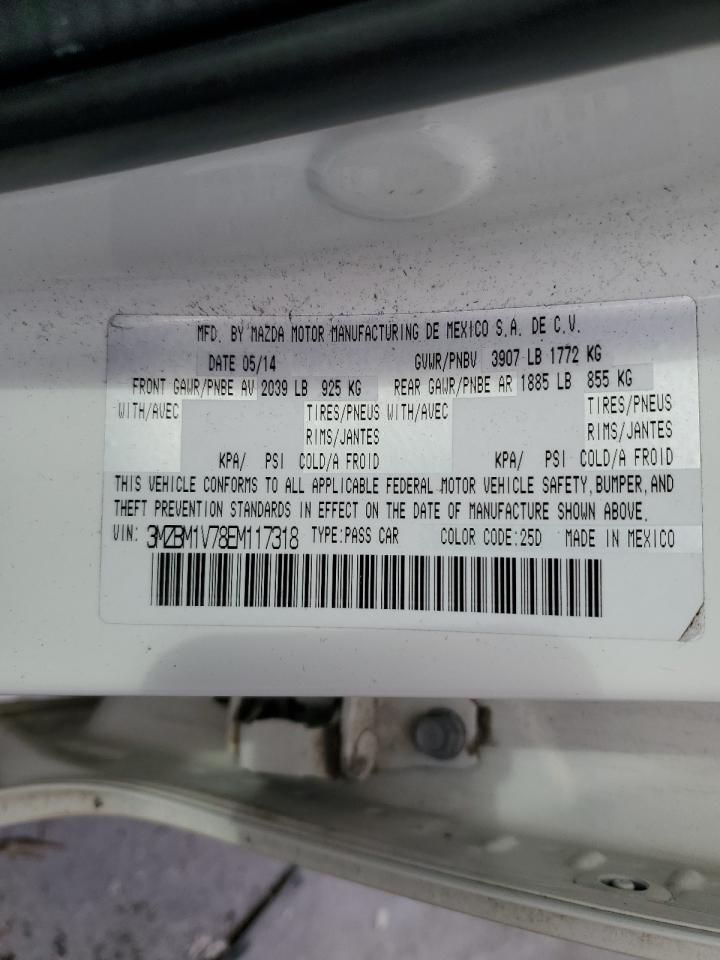 MFD. BY MAZDA MOTOR MANUFACTURING DE MEXICO S.A. DE C.V.
DATE 05/14 GVWR/PNBV 3907 LB 1772 KG
FRONT GAWR/PNBE AV 2039 LB 925 KG REAR GAWR/PNBE AR 1885 LB 855 KG
WITH/AVEC TIRES/PNEUS WITH/AVEC TIRES/PNEUS
RIMS/JANTES RIMS/JANTES
KPA/ PSI COLD/A FROID KPA/ PSI COLD/A FROID
THIS VEHICLE CONFORMS TO ALL APPLICABLE FEDERAL MOTOR VEHICLE SAFETY, BUMPER, AND
THEFT PREVENTION STANDARDS IN EFFECT ON THE DATE OF MANUFACTURE SHOWN ABOVE.
VIN: 3MZBM1V78EM117318 TYPE:PASS CAR COLOR CODE:25D MADE IN MEXICO